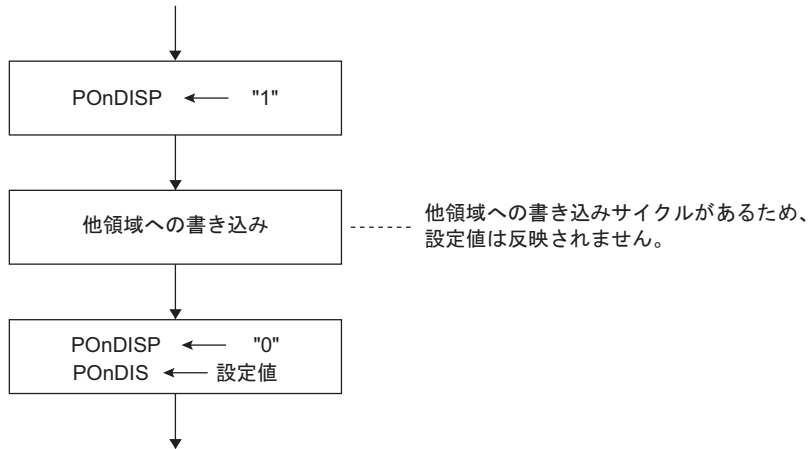 POnDISP ← "1"
他領域への書き込み
他領域への書き込みサイクルがあるため、
設定値は反映されません。
POnDISP ← "0"
POnDIS ← 設定値